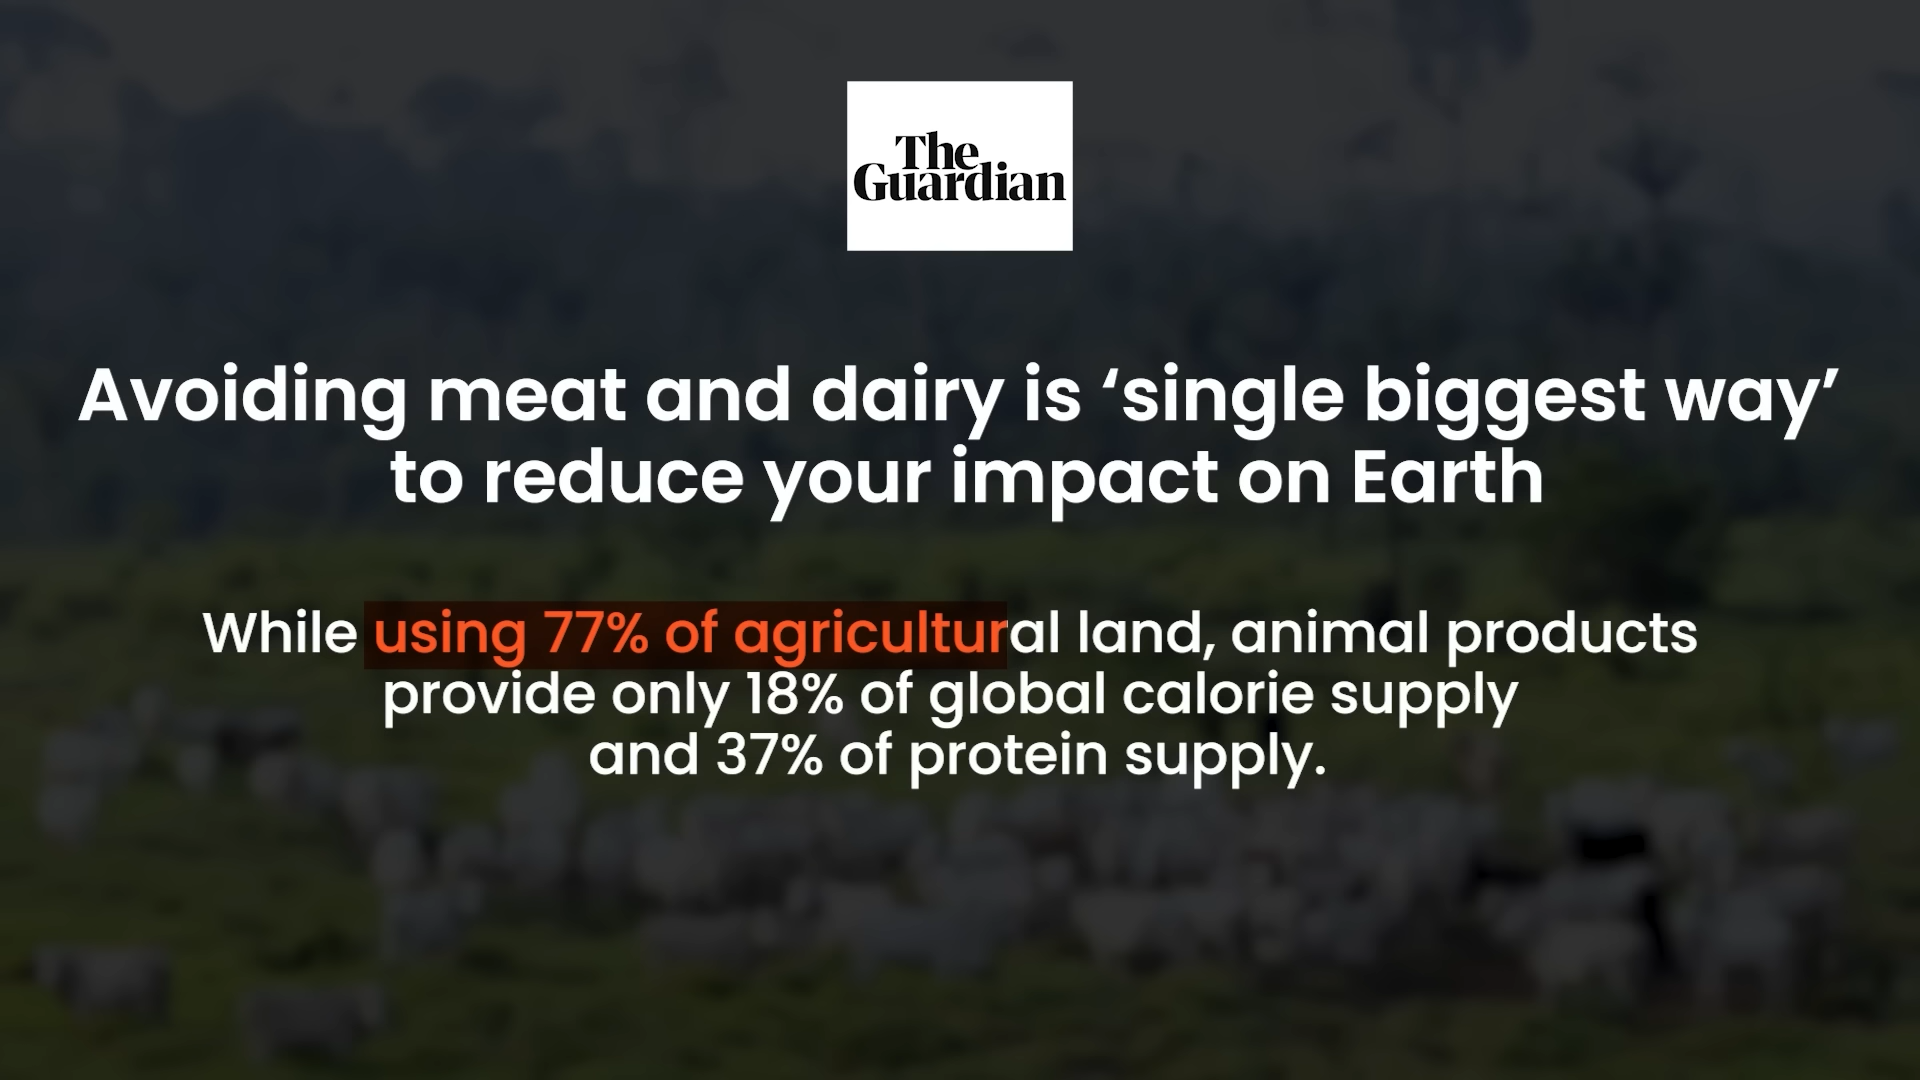 The
Guardian
Avoiding meat and dairy is ‘single biggest way’
to reduce your impact on Earth
While using 77% of agricultural land, animal products
provide only 18% of global calorie supply
and 37% of protein supply.